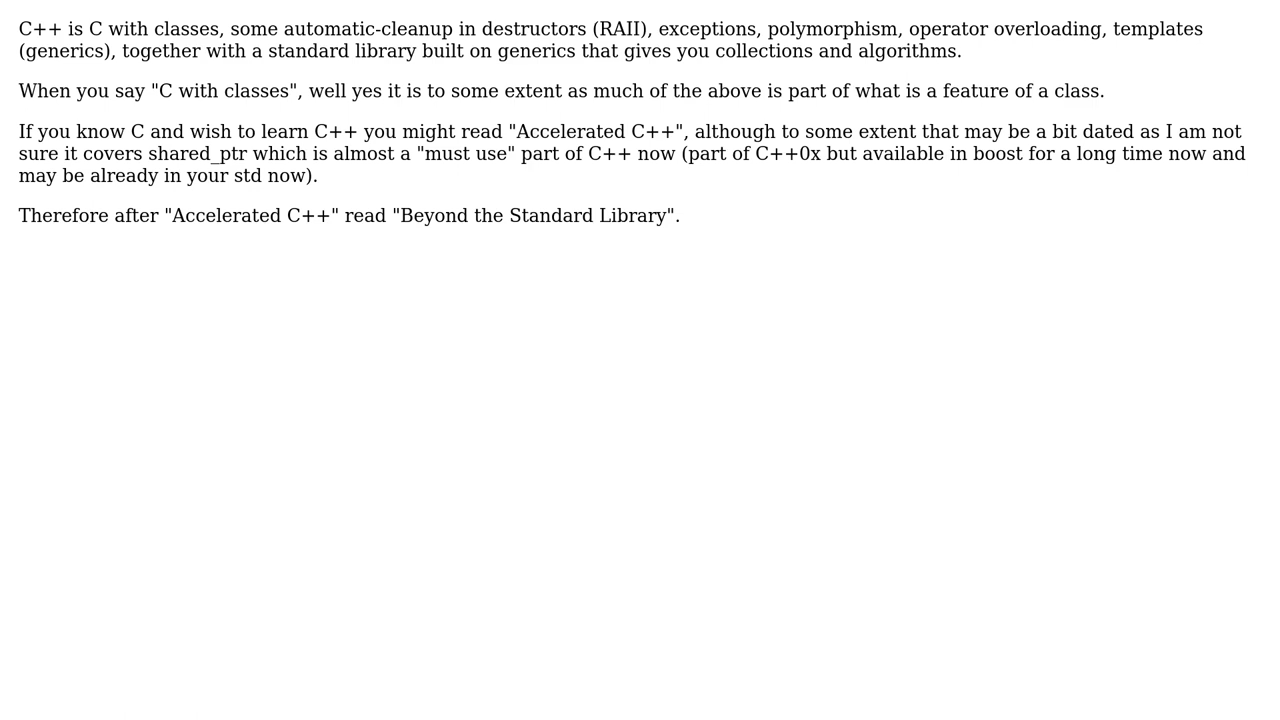 C++ is C with classes, some automatic-cleanup in destructors (RAII), exceptions, polymorphism, operator overloading, templates
(generics), together with a standard library built on generics that gives you collections and algorithms.
When you say "C with classes", well yes it is to some extent as much of the above is part of what is a feature of a class.
If you know C and wish to learn C++ you might read "Accelerated C++", although to some extent that may be a bit dated as I am not
sure it covers shared_ptr which is almost a "must use" part of C++ now (part of C++0x but available in boost for a long time now and
may be already in your std now).
Therefore after "Accelerated C++" read "Beyond the Standard Library".